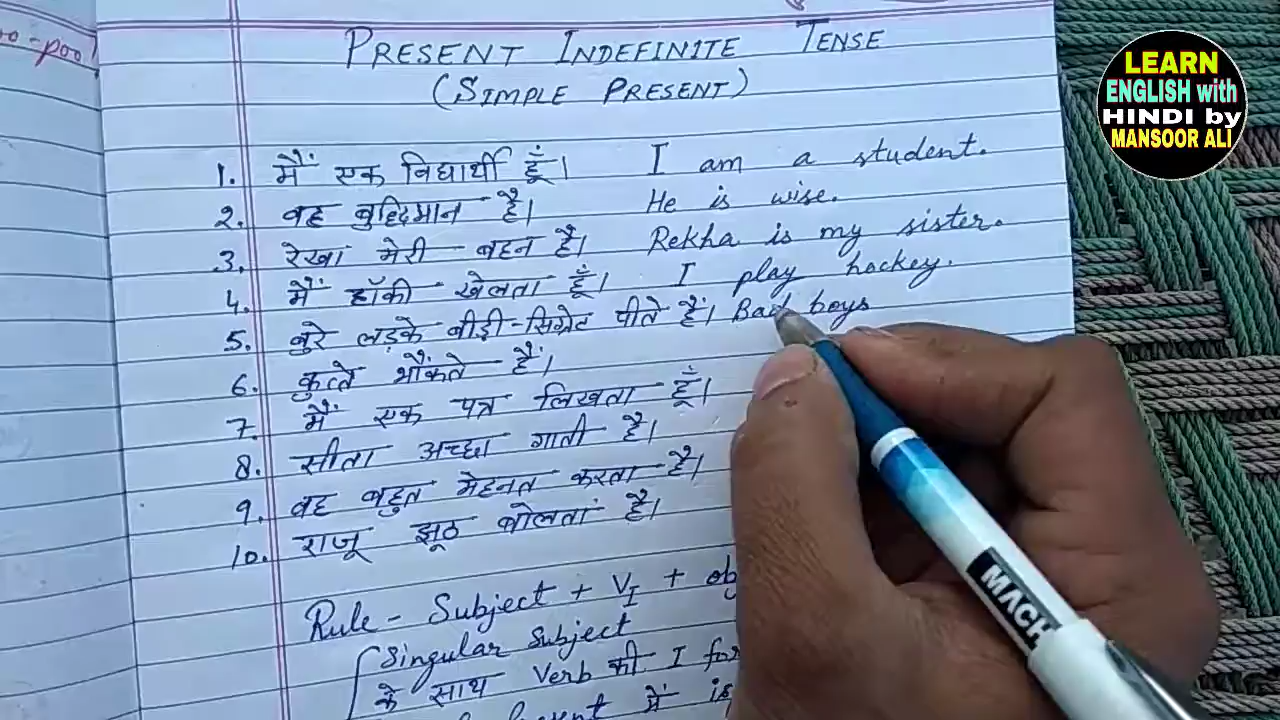 PRESENT INDEFINITE TENSE
(SIMPLE PRESENT)
LEARN
ENGLISH with
HINDI by
MANSOOR ALI
1. मैं एक विद्यार्थी हूँ। I am a student.
2. वह बुद्धिमान है। He is wise.
3. रेखा मेरी बहन है। Rekha is my sister.
4. मैं हॉकी खेलता हूँ। I play hockey.
5. बुरे लड़के बीड़ी-सिग्रेट पीते हैं। Bad boys
6. कुत्ते भौंकते हैं।
7. मैं एक पत्र लिखता हूँ।
8. सीता अच्छा गाती है।
9. वह बहुत मेहनत करता है।
10. राजू झूठ बोलता है।
Rule- Subject + VI + ob
Singular Subject
के साथ Verb की I for
में is
MACH